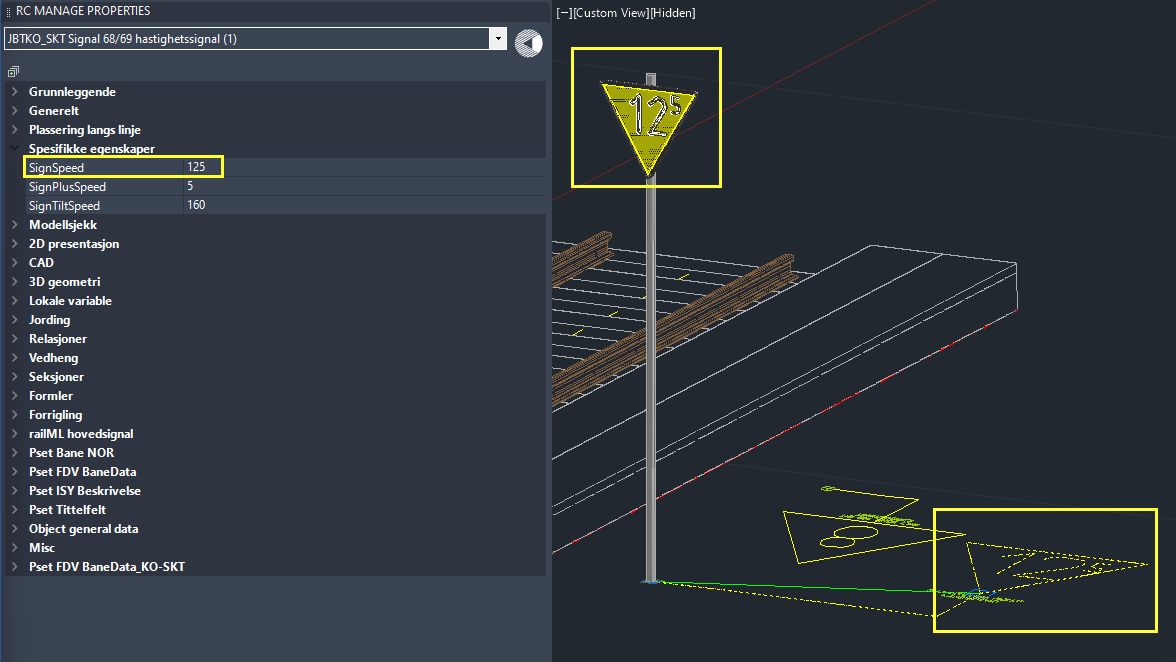 RC MANAGE PROPERTIES
JBTKO_SKT Signal 68/69 hastighetssignal (1)
Grunnleggende
Generelt
Plassering langs linje
Spesifikke egenskaper
SignSpeed 125
SignPlusSpeed 5
SignTiltSpeed 160
Modellsjekk
2D presentasjon
CAD
3D geometri
Lokale variable
Jording
Relasjoner
Vedheng
Seksjoner
Formler
Forrigling
railML hovedsignal
Pset Bane NOR
Pset FDV BaneData
Pset ISY Beskrivelse
Pset Tittelfelt
Object general data
Misc
Pset FDV BaneData_KO-SKT
[−][Custom View][Hidden]
125